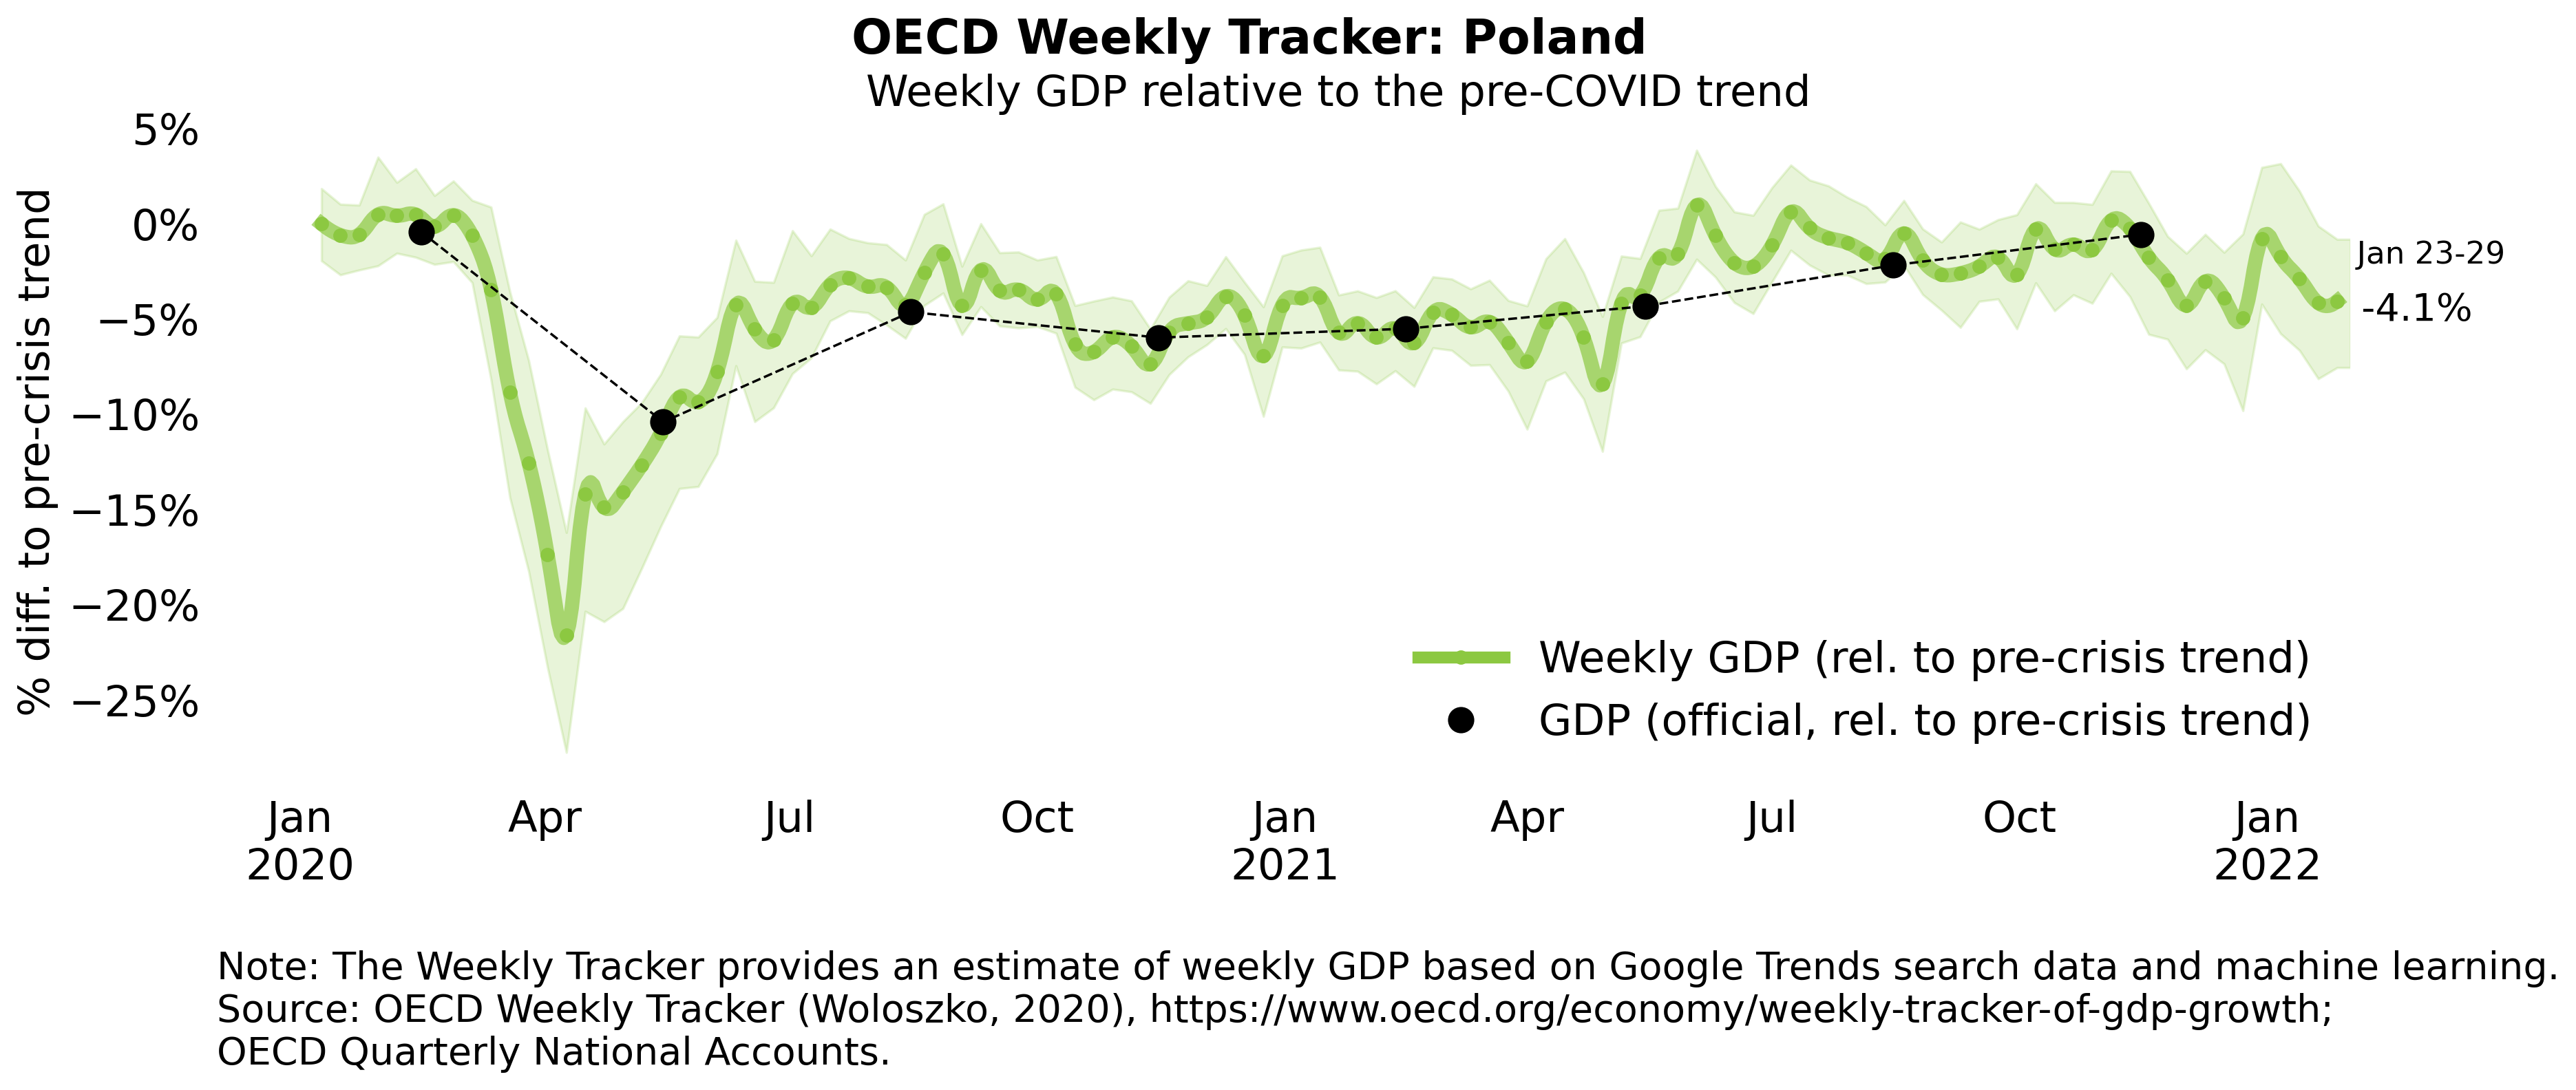 OECD Weekly Tracker: Poland
Weekly GDP relative to the pre-COVID trend
% diff. to pre-crisis trend
5%
0%
−5%
−10%
−15%
−20%
−25%
Jan 23-29
-4.1%
Weekly GDP (rel. to pre-crisis trend)
GDP (official, rel. to pre-crisis trend)
Jan Apr Jul Oct Jan Apr Jul Oct Jan
2020 2021 2022
Note: The Weekly Tracker provides an estimate of weekly GDP based on Google Trends search data and machine learning.
Source: OECD Weekly Tracker (Woloszko, 2020), https://www.oecd.org/economy/weekly-tracker-of-gdp-growth;
OECD Quarterly National Accounts.